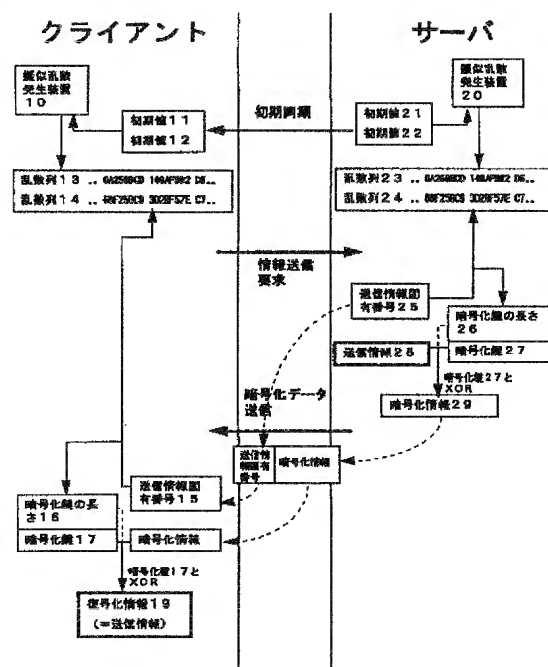 クライアント
サーバ
擬似乱数
発生装置
10
擬似乱数
発生装置
20
初期値11
初期値12
初期同期
初期値21
初期値22
乱数列13
乱数列14
乱数列23
乱数列24
情報送信
要求
送信情報固
有番号25
暗号化鍵の長さ
26
送信情報28
暗号化鍵27
暗号化鍵27と
XOR
暗号化情報29
暗号化データ
送信
送信情
報固有
番号
暗号化情報
暗号化鍵の長
さ16
送信情報固
有番号15
暗号化鍵17
暗号化情報
暗号化鍵17と
XOR
復号化情報19
(=送信情報)